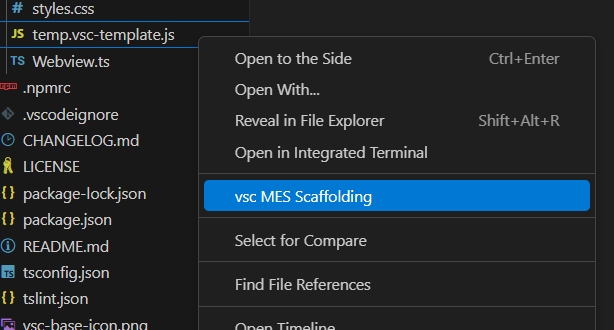 # styles.css
JS temp.vsc-template.js
TS Webview.ts
npm .npmrc
.vscodeignore
CHANGELOG.md
LICENSE
{} package-lock.json
{} package.json
README.md
TS tsconfig.json
{} tslint.json
vsc-base-icon.png
Open to the Side Ctrl+Enter
Open With...
Reveal in File Explorer Shift+Alt+R
Open in Integrated Terminal
vsc MES Scaffolding
Select for Compare
Find File References
Open Timeline